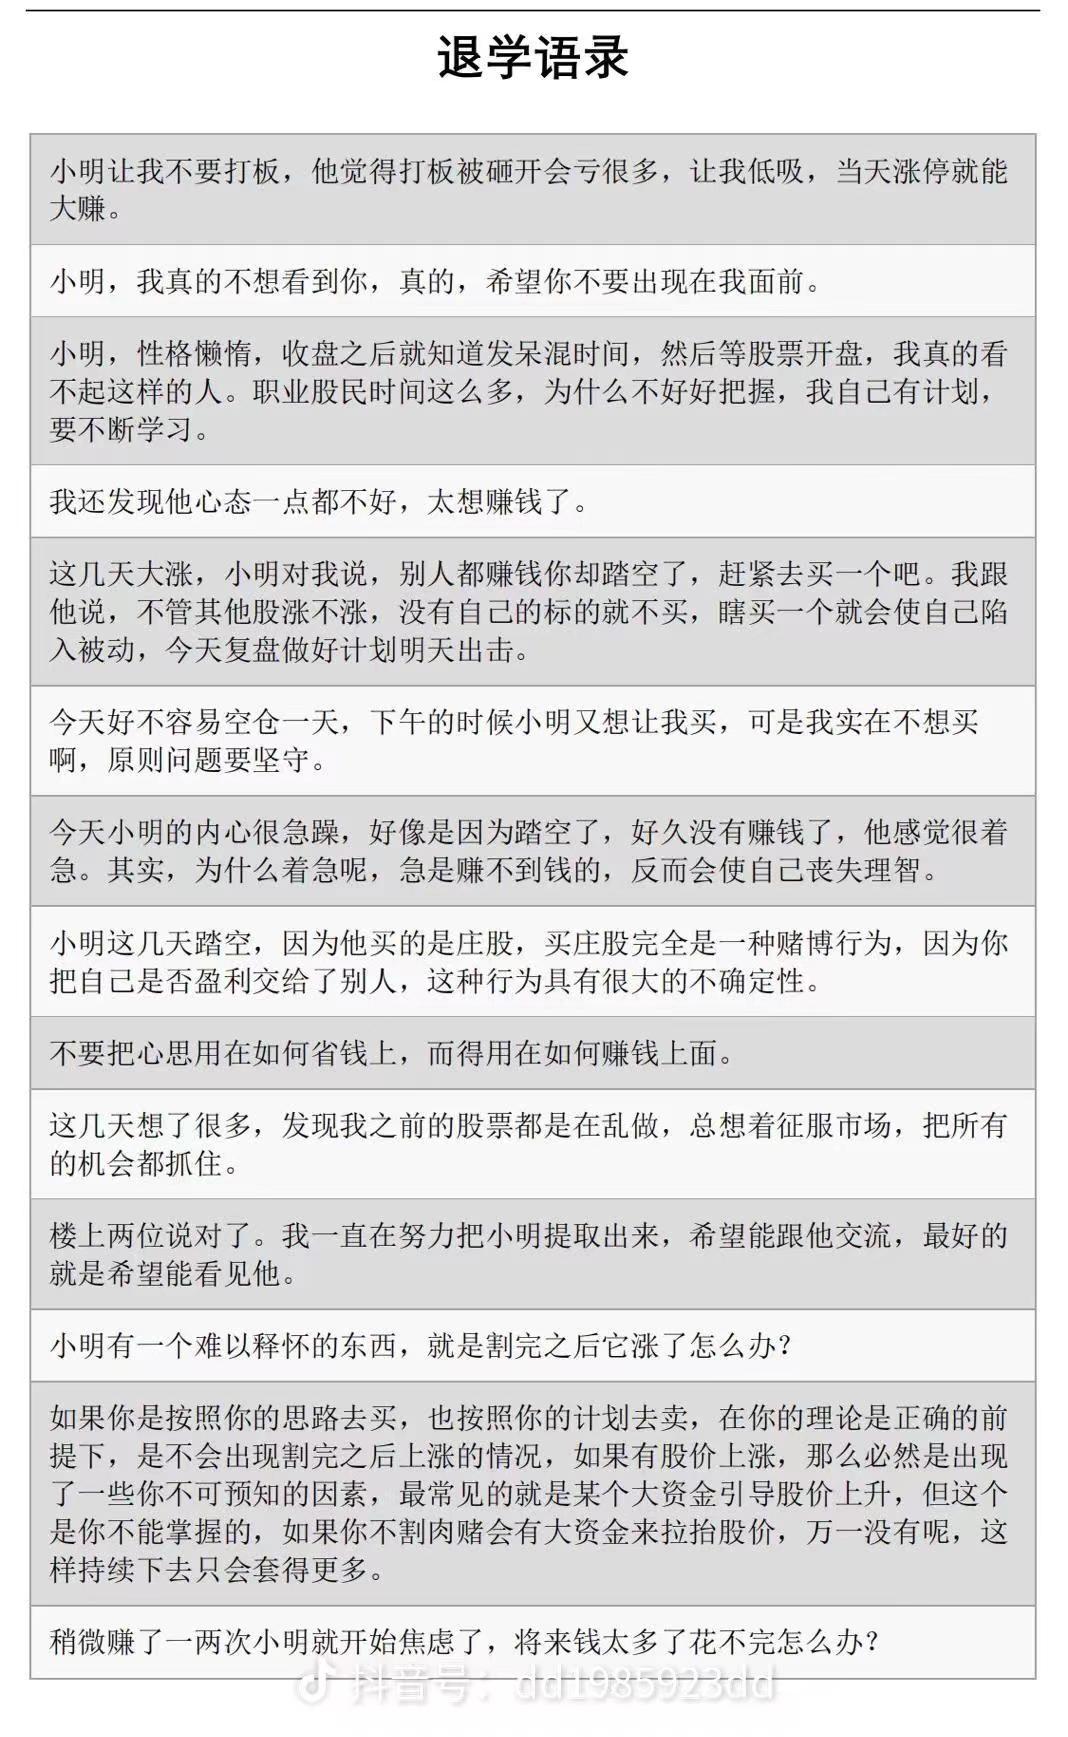 退学语录
小明让我不要打板，他觉得打板被砸开会亏很多，让我低吸，当天涨停就能
大赚。
小明，我真的不想看到你，真的，希望你不要出现在我面前。
小明，性格懒惰，收盘之后就知道发呆混时间，然后等股票开盘，我真的看
不起这样的人。职业股民时间这么多，为什么不好好把握，我自己有计划，
要不断学习。
我还发现他心态一点都不好，太想赚钱了。
这几天大涨，小明对我说，别人都赚钱你却踏空了，赶紧去买一个吧。我跟
他说，不管其他股涨不涨，没有自己的标的就不买，瞎买一个就会使自己陷
入被动，今天复盘做好计划明天出击。
今天好不容易空仓一天，下午的时候小明又想让我买，可是我实在不想买
啊，原则问题要坚守。
今天小明的内心很急躁，好像是因为踏空了，好久没有赚钱了，他感觉很着
急。其实，为什么着急呢，急是赚不到钱的，反而会使自己丧失理智。
小明这几天踏空，因为他买的是庄股，买庄股完全是一种赌博行为，因为你
把自己是否盈利交给了别人，这种行为具有很大的不确定性。
不要把心思用在如何省钱上，而得用在如何赚钱上面。
这几天想了很多，发现我之前的股票都是在乱做，总想着征服市场，把所有
的机会都抓住。
楼上两位说对了。我一直在努力把小明提取出来，希望能跟他交流，最好的
就是希望能看见他。
小明有一个难以释怀的东西，就是割完之后它涨了怎么办？
如果你是按照你的思路去买，也按照你的计划去卖，在你的理论是正确的前
提下，是不会出现割完之后上涨的情况，如果有股价上涨，那么必然是出现
了一些你不可预知的因素，最常见的就是某个大资金引导股价上升，但这个
是你不能掌握的，如果你不割肉赌会有大资金来拉抬股价，万一没有呢，这
样持续下去只会套得更多。
稍微赚了一两次小明就开始焦虑了，将来钱太多了花不完怎么办？
抖音号：dd1985923dd